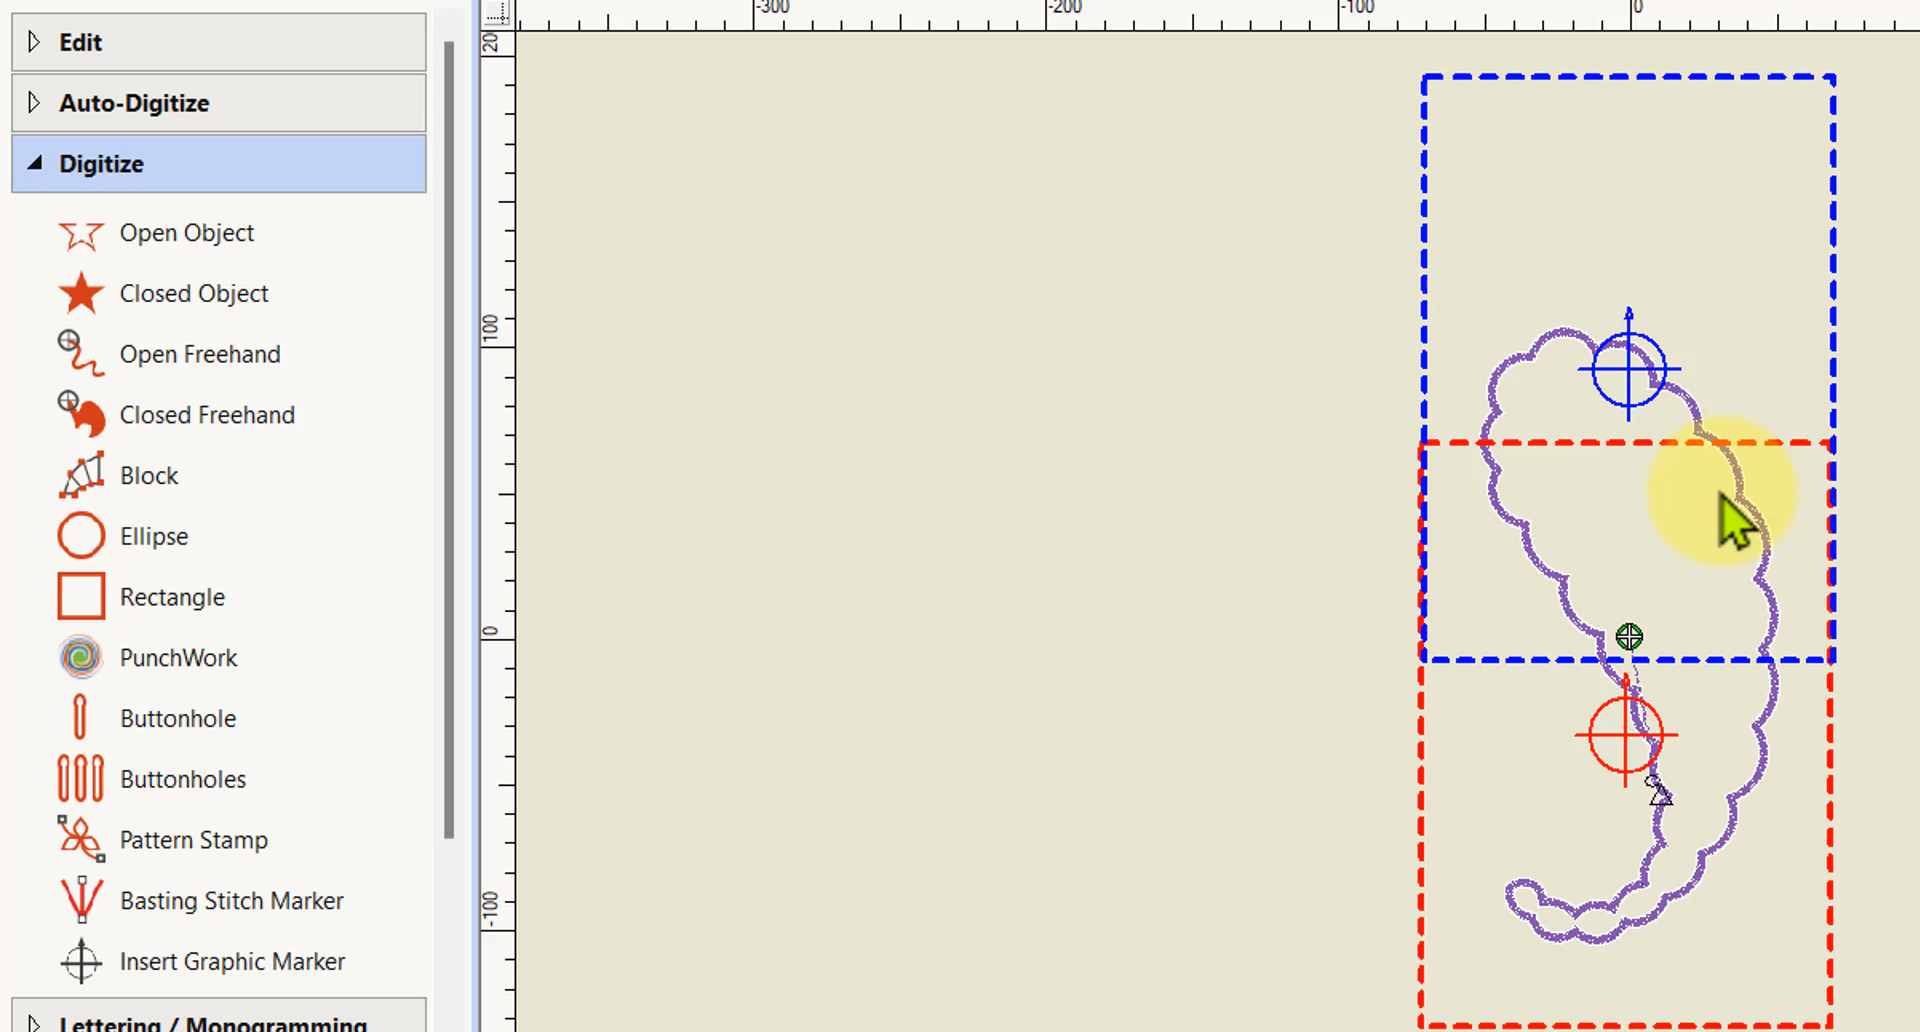 -300
-200
-100
0
20
100
0
-100
Edit
Auto-Digitize
Digitize
Open Object
Closed Object
Open Freehand
Closed Freehand
Block
Ellipse
Rectangle
PunchWork
Buttonhole
Buttonholes
Pattern Stamp
Basting Stitch Marker
Insert Graphic Marker
Lettering / Monogramming